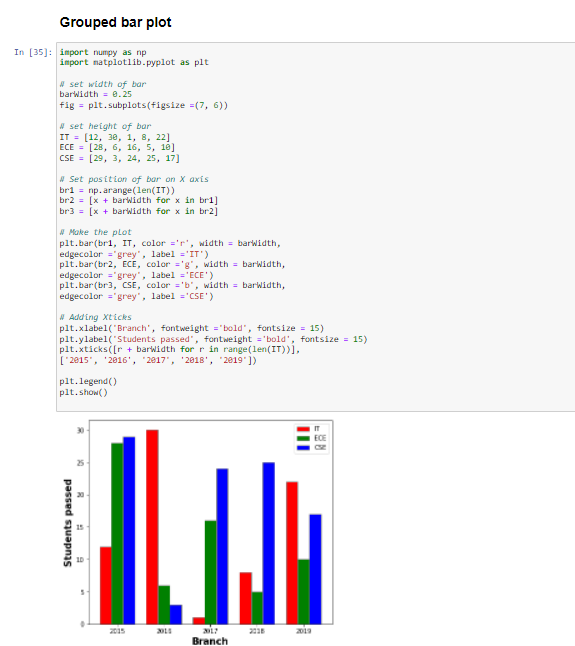 Grouped bar plot
In [35]: import numpy as np
import matplotlib.pyplot as plt
# set width of bar
barWidth = 0.25
fig = plt.subplots(figsize =(7, 6))
# set height of bar
IT = [12, 30, 1, 8, 22]
ECE = [28, 6, 16, 5, 10]
CSE = [29, 3, 24, 25, 17]
# Set position of bar on X axis
br1 = np.arange(len(IT))
br2 = [x + barWidth for x in br1]
br3 = [x + barWidth for x in br2]
# Make the plot
plt.bar(br1, IT, color ='r', width = barWidth,
edgecolor ='grey', label ='IT')
plt.bar(br2, ECE, color ='g', width = barWidth,
edgecolor ='grey', label ='ECE')
plt.bar(br3, CSE, color ='b', width = barWidth,
edgecolor ='grey', label ='CSE')
# Adding Xticks
plt.xlabel('Branch', fontweight ='bold', fontsize = 15)
plt.ylabel('Students passed', fontweight ='bold', fontsize = 15)
plt.xticks([r + barWidth for r in range(len(IT))],
['2015', '2016', '2017', '2018', '2019'])
plt.legend()
plt.show()
IT
ECE
CSE
30
25
20
15
10
5
0
Students passed
2015 2016 2017 2018 2019
Branch